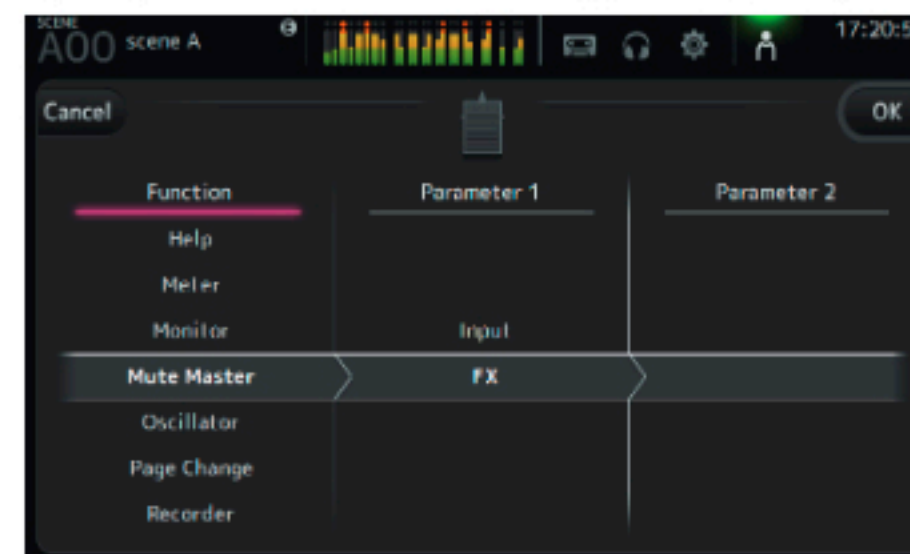 SCENE
A00 scene A
17:20:5
Cancel
OK
Function
Parameter 1
Parameter 2
Help
Meter
Monitor
Input
Mute Master
FX
Oscillator
Page Change
Recorder